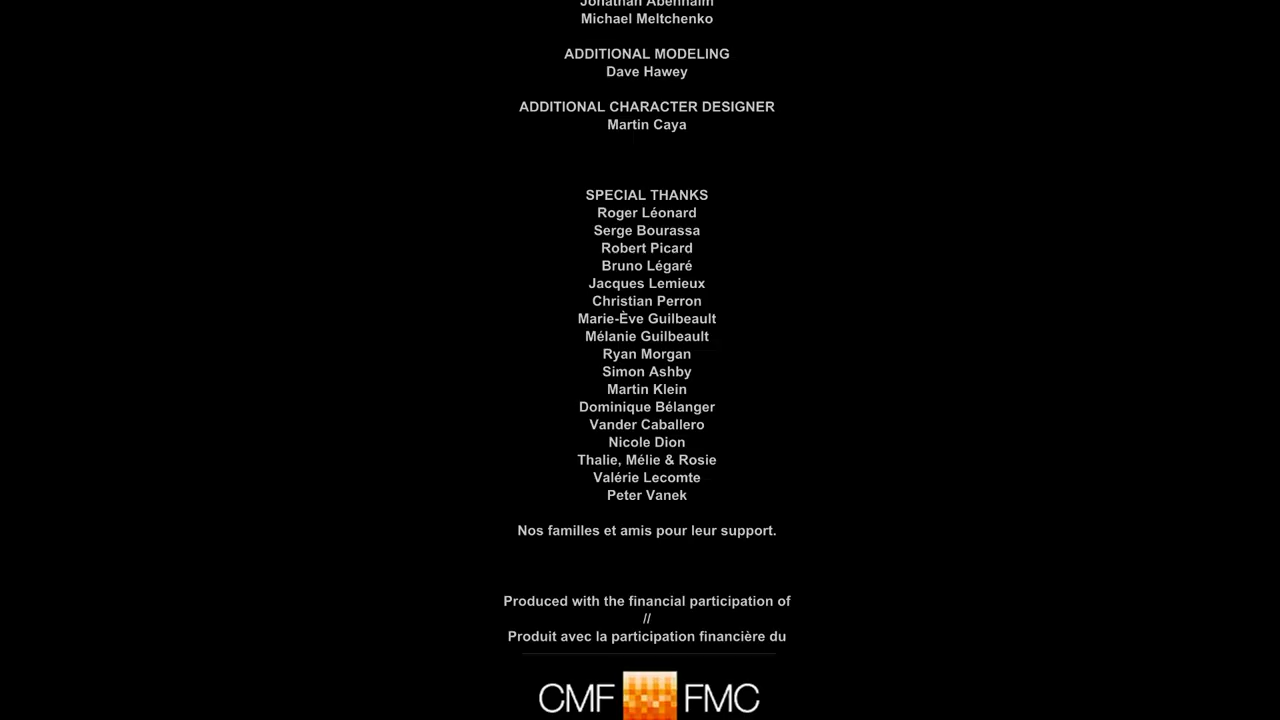 Jonathan Abenhaim
Michael Meltchenko
ADDITIONAL MODELING
Dave Hawey
ADDITIONAL CHARACTER DESIGNER
Martin Caya
SPECIAL THANKS
Roger Léonard
Serge Bourassa
Robert Picard
Bruno Légaré
Jacques Lemieux
Christian Perron
Marie-Ève Guilbeault
Mélanie Guilbeault
Ryan Morgan
Simon Ashby
Martin Klein
Dominique Bélanger
Vander Caballero
Nicole Dion
Thalie, Mélie & Rosie
Valérie Lecomte
Peter Vanek
Nos familles et amis pour leur support.
Produced with the financial participation of
//
Produit avec la participation financière du
CMF FMC